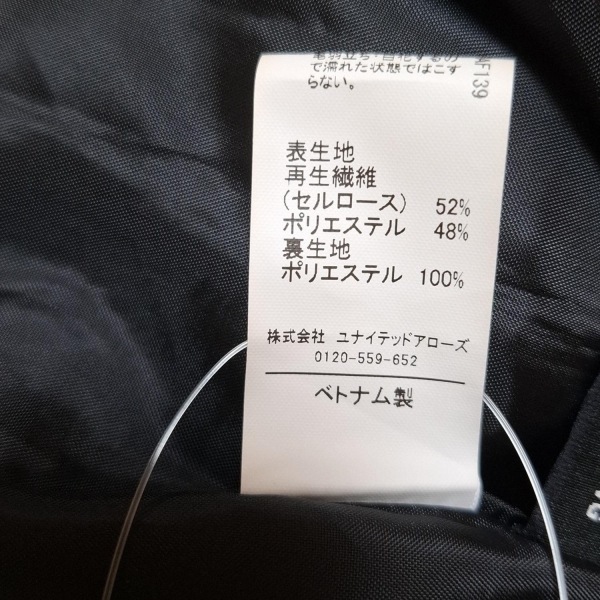 で濡れた状態ではこす
らない。
NF139
表生地
再生繊維
(セルロース) 52%
ポリエステル 48%
裏生地
ポリエステル 100%
株式会社 ユナイテッドアローズ
0120-559-652
ベトナム製